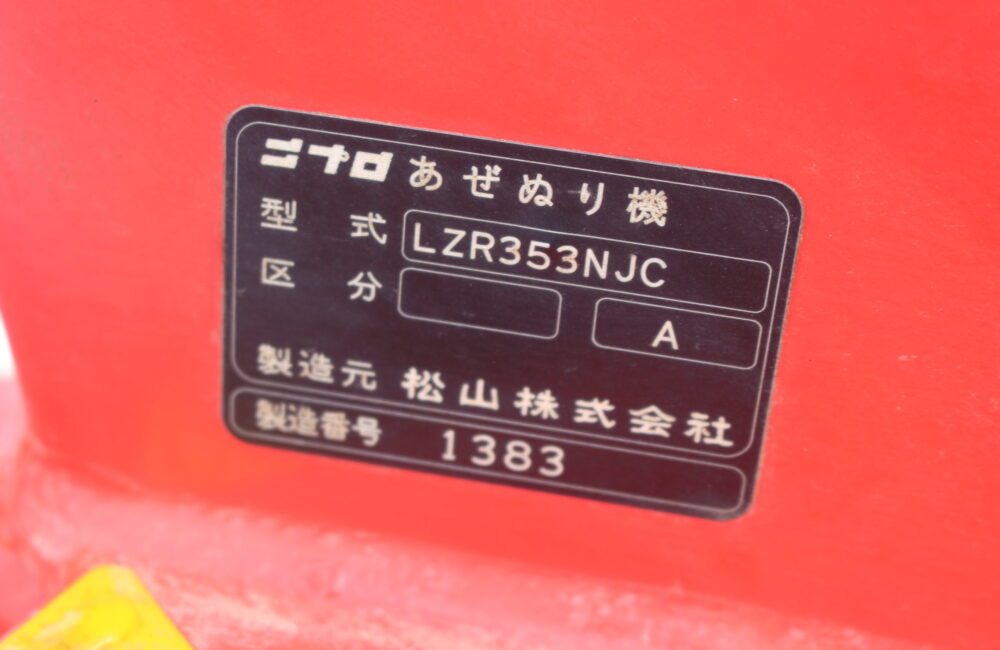 ニプロ あぜぬり機
型式 LZR353NJC
区分 A
製造元 松山株式会社
製造番号 1383